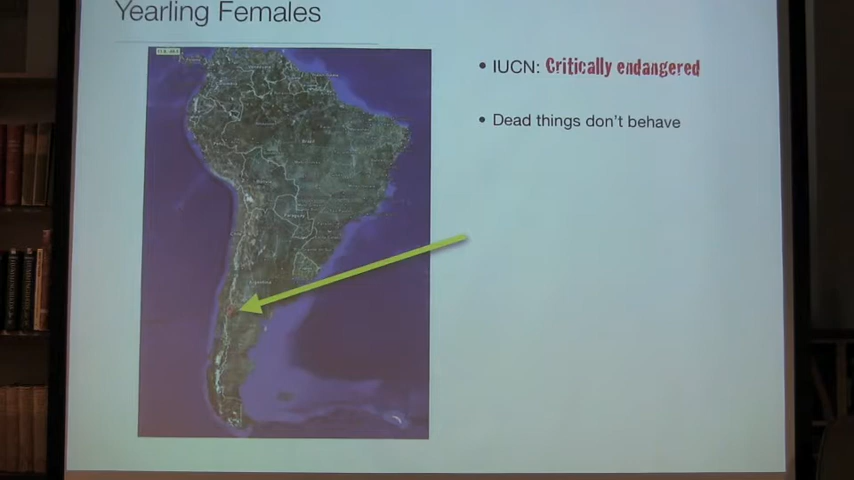 Yearling Females
• IUCN: Critically endangered
• Dead things don't behave